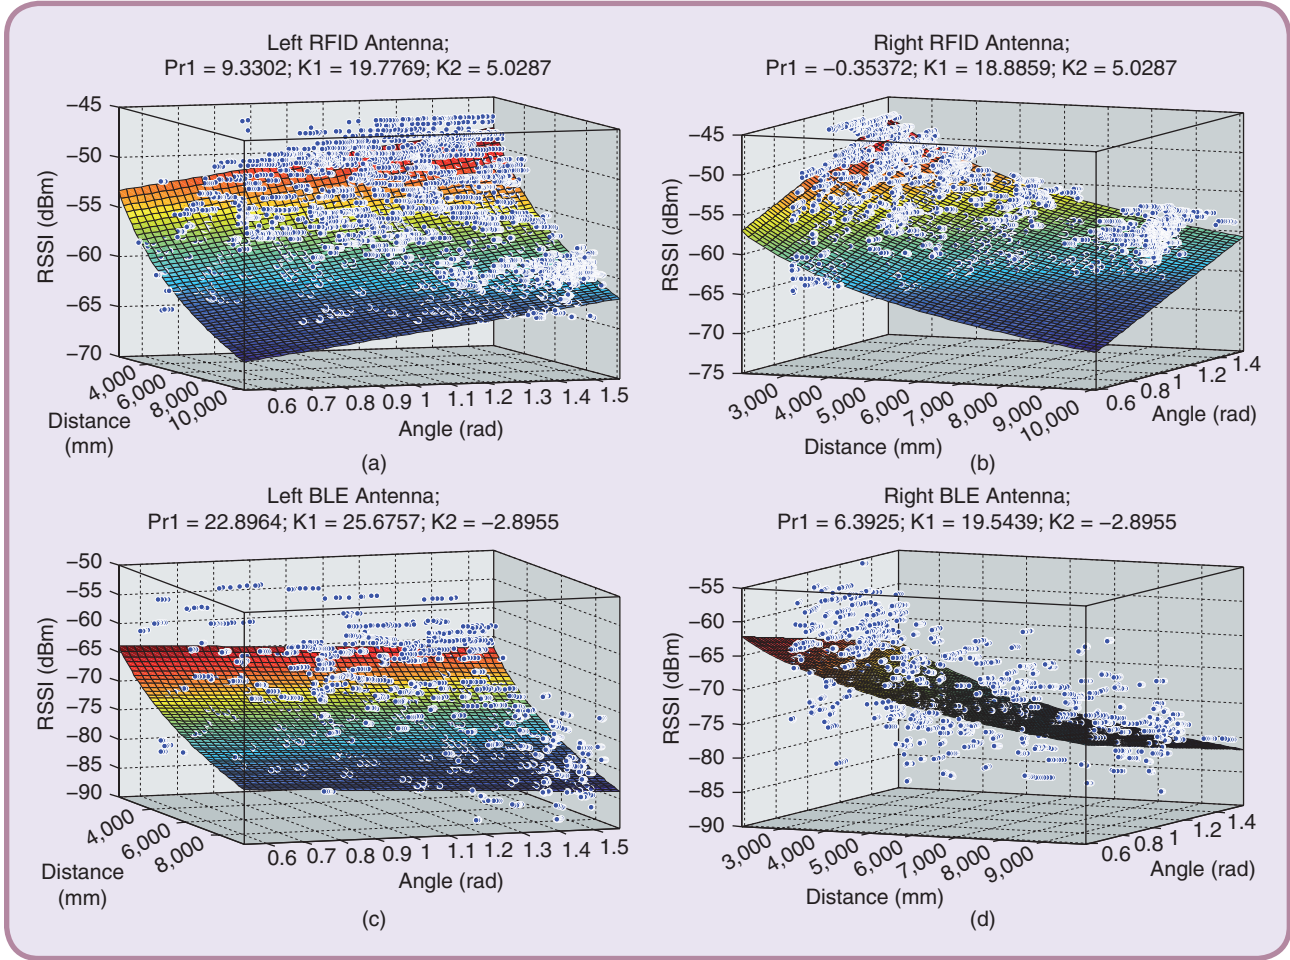 Left RFID Antenna;
Pr1 = 9.3302; K1 = 19.7769; K2 = 5.0287
−45
−50
−55
−60
−65
−70
RSSI (dBm)
4,000
6,000
8,000
10,000
Distance
(mm)
0.6 0.7 0.8 0.9 1 1.1 1.2 1.3 1.4 1.5
Angle (rad)
(a)
Right RFID Antenna;
Pr1 = −0.35372; K1 = 18.8859; K2 = 5.0287
−45
−50
−55
−60
−65
−70
−75
RSSI (dBm)
3,000
4,000
5,000
6,000
7,000
8,000
9,000
10,000
Distance (mm)
0.6 0.8 1 1.2 1.4
Angle (rad)
(b)
Left BLE Antenna;
Pr1 = 22.8964; K1 = 25.6757; K2 = −2.8955
−50
−55
−60
−65
−70
−75
−80
−85
−90
RSSI (dBm)
4,000
6,000
8,000
Distance
(mm)
0.6 0.7 0.8 0.9 1 1.1 1.2 1.3 1.4 1.5
Angle (rad)
(c)
Right BLE Antenna;
Pr1 = 6.3925; K1 = 19.5439; K2 = −2.8955
−55
−60
−65
−70
−75
−80
−85
−90
RSSI (dBm)
3,000
4,000
5,000
6,000
7,000
8,000
9,000
Distance (mm)
0.6 0.8 1 1.2 1.4
Angle (rad)
(d)